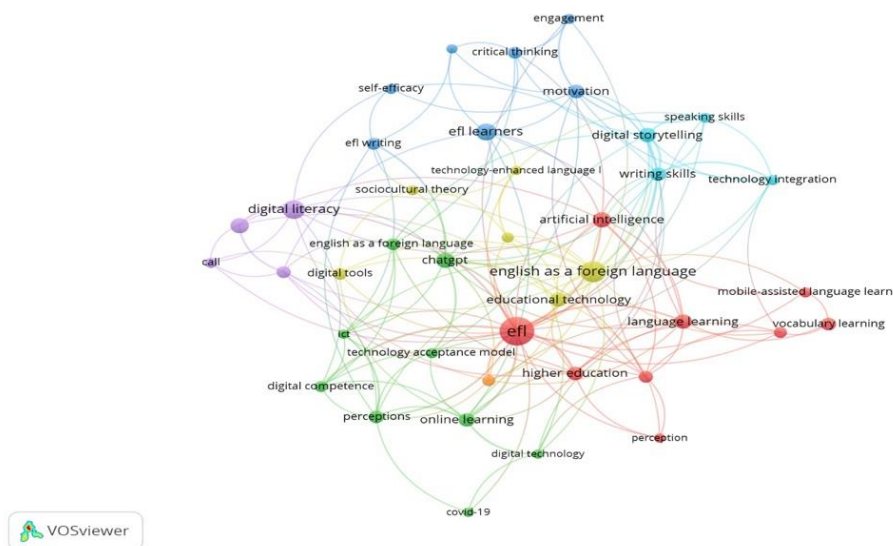 engagement
critical thinking
self-efficacy
motivation
speaking skills
efl learners
digital storytelling
efl writing
technology-enhanced language l
writing skills
technology integration
sociocultural theory
digital literacy
artificial intelligence
english as a foreign language
call
chatgpt
digital tools
english as a foreign language
mobile-assisted language learn
educational technology
language learning
vocabulary learning
ict
efl
technology acceptance model
higher education
digital competence
perceptions
online learning
perception
digital technology
covid-19
VOSviewer